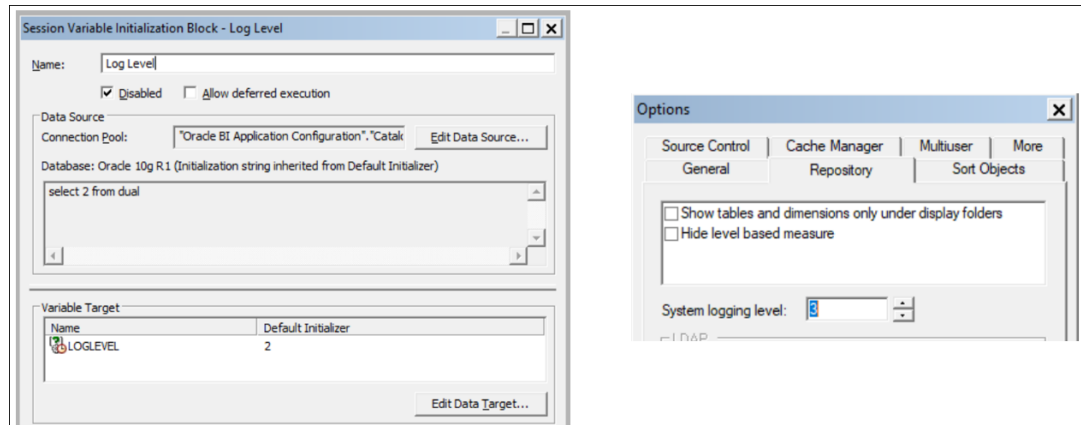 Session Variable Initialization Block - Log Level
Name: Log Level
Disabled Allow deferred execution
Data Source
Connection Pool: "Oracle BI Application Configuration"."Catalo Edit Data Source...
Database: Oracle 10g R1 (Initialization string inherited from Default Initializer)
select 2 from dual
Variable Target
Name Default Initializer
LOGLEVEL 2
Edit Data Target...
Options
Source Control Cache Manager Multiuser More
General Repository Sort Objects
Show tables and dimensions only under display folders
Hide level based measure
System logging level: 3
LDAP